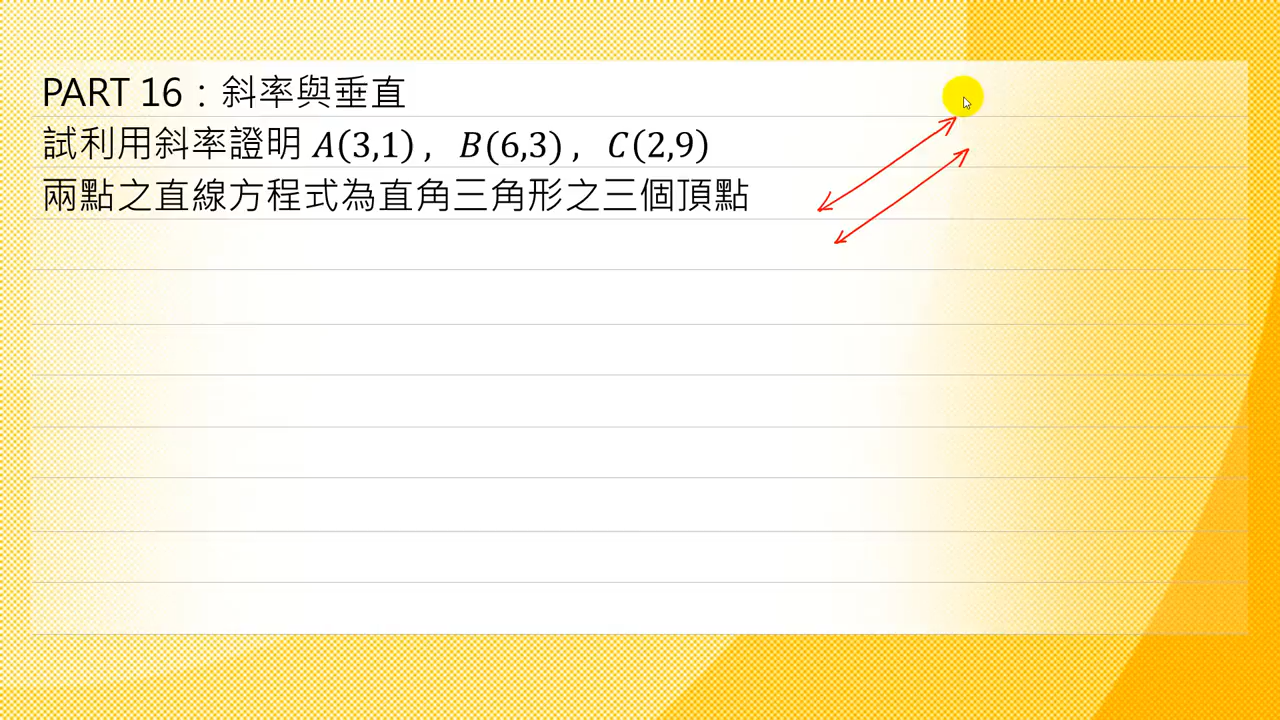 PART 16：斜率與垂直
試利用斜率證明 A(3,1)， B(6,3)， C(2,9)
兩點之直線方程式為直角三角形之三個頂點